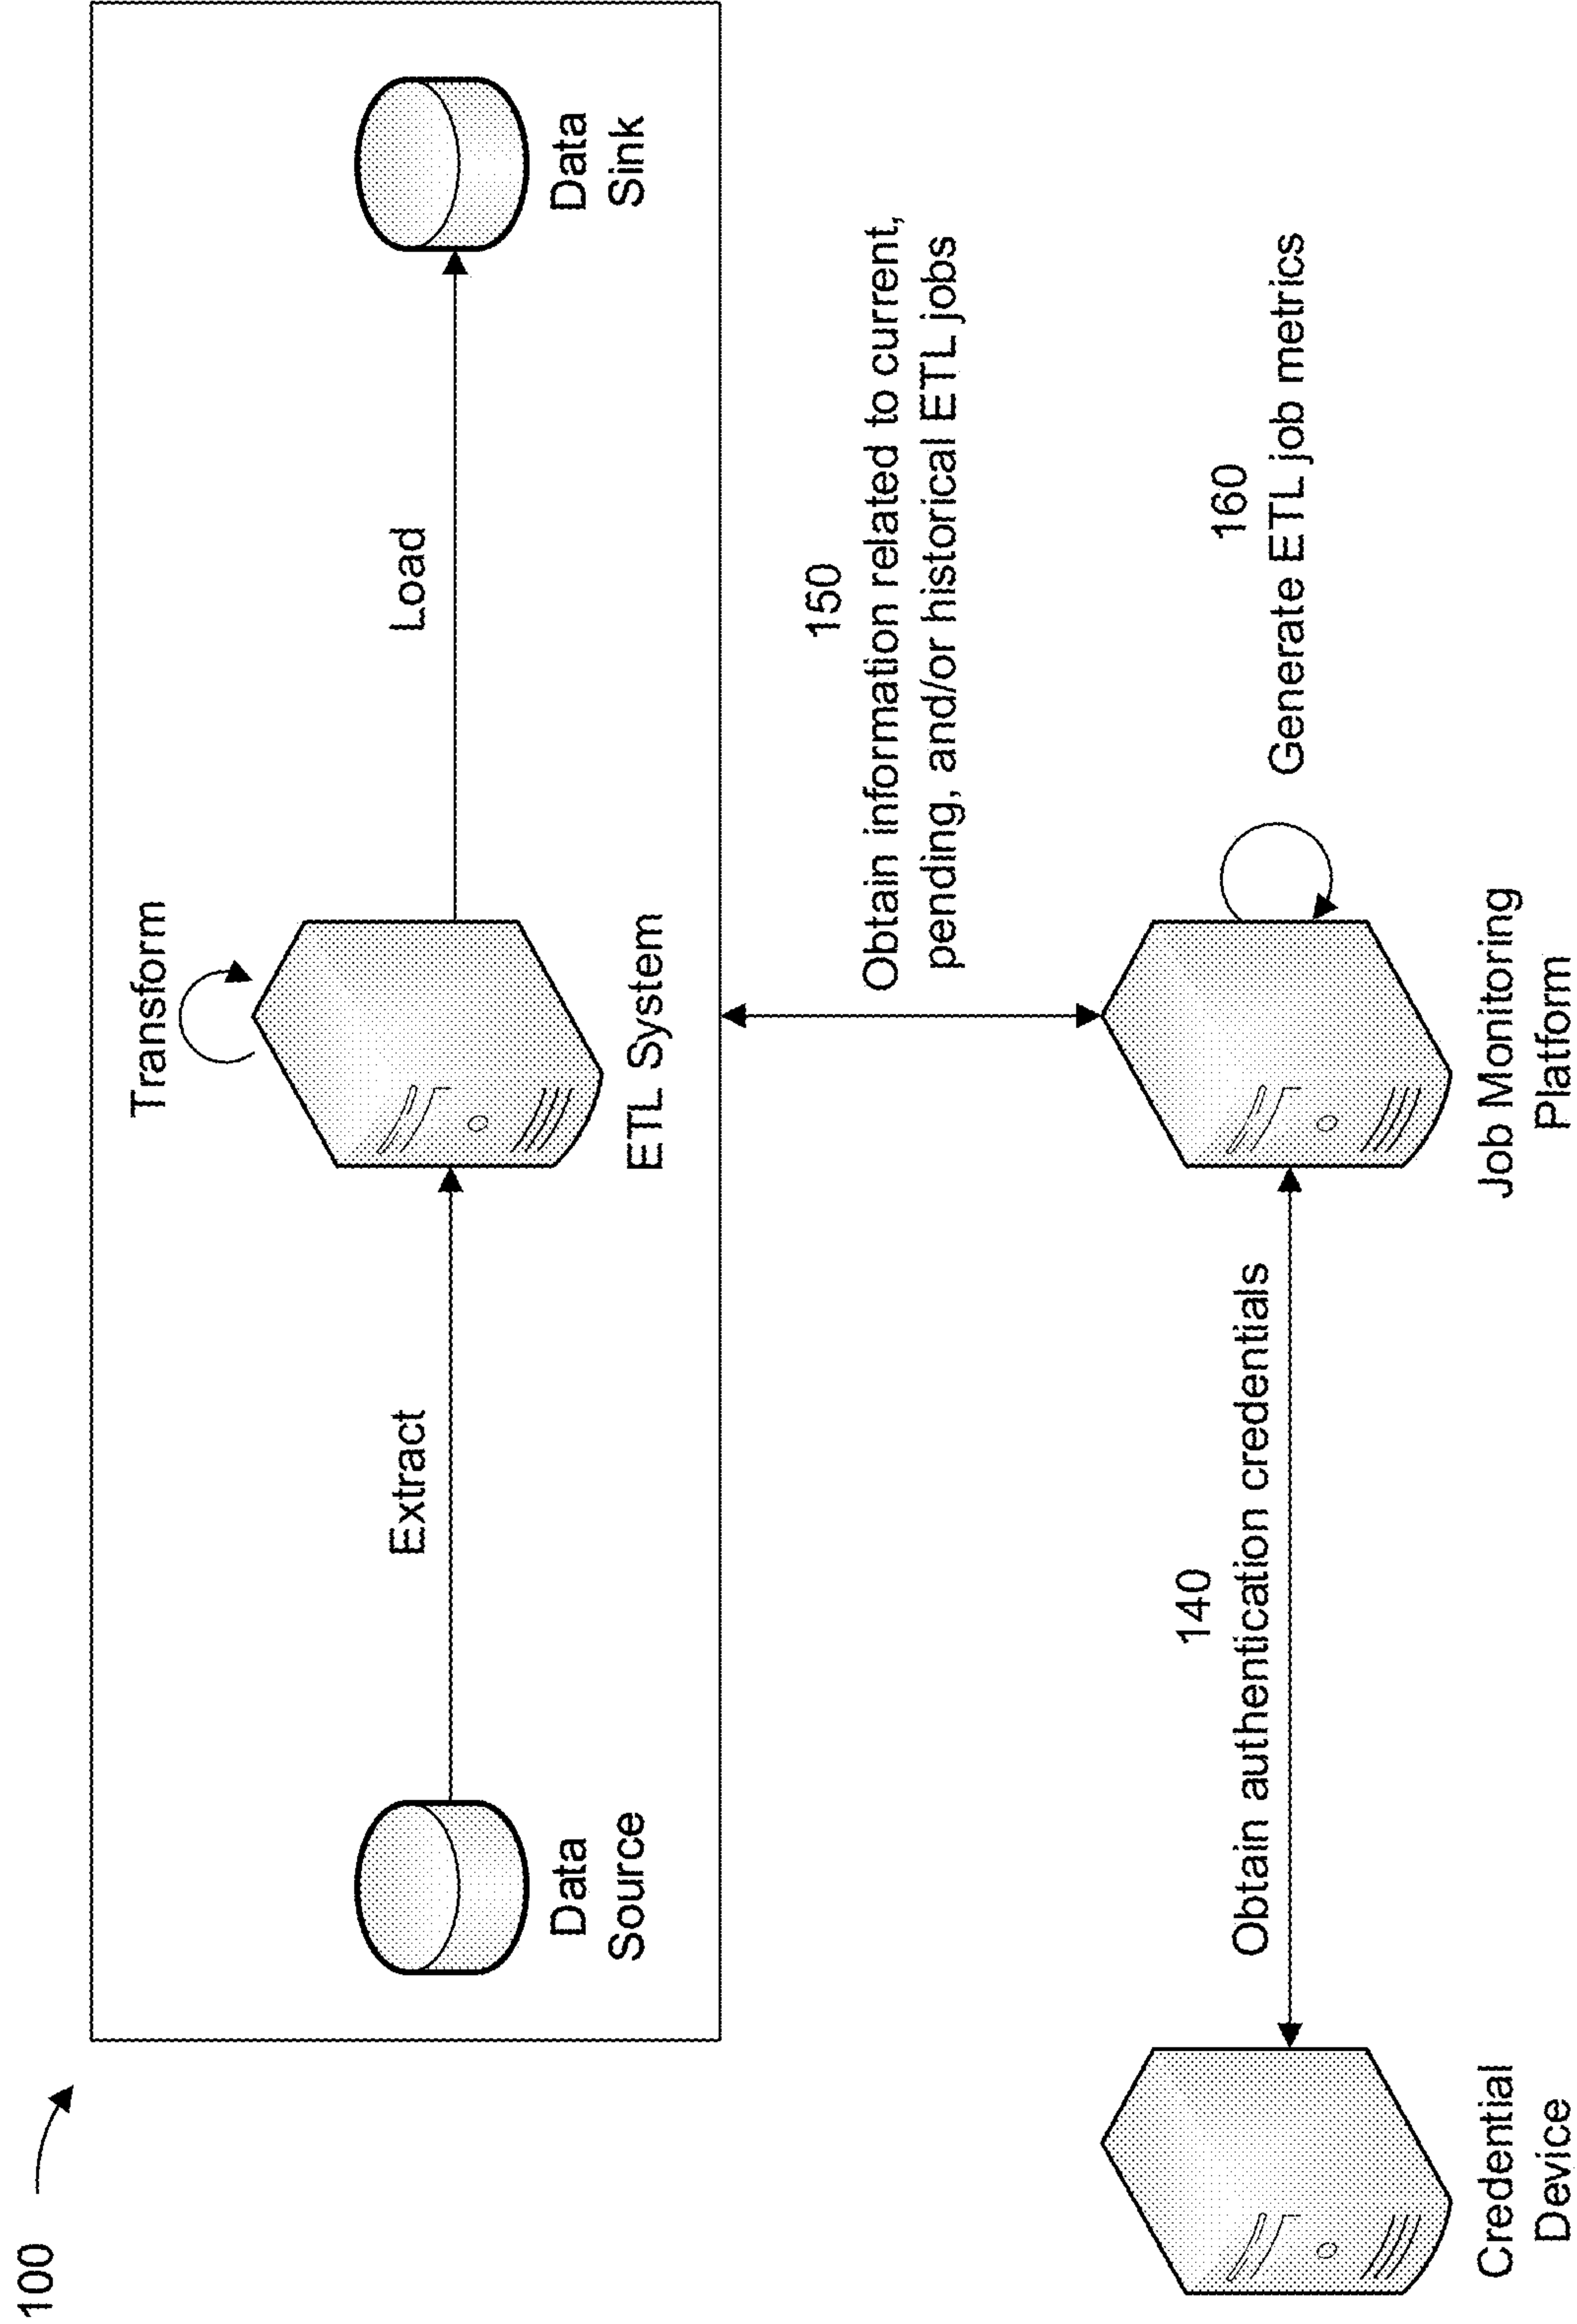 100
Transform
Extract
Load
Data
Source
ETL System
Data
Sink
150
Obtain information related to current,
pending, and/or historical ETL jobs
140
Obtain authentication credentials
160
Generate ETL job metrics
Credential
Device
Job Monitoring
Platform